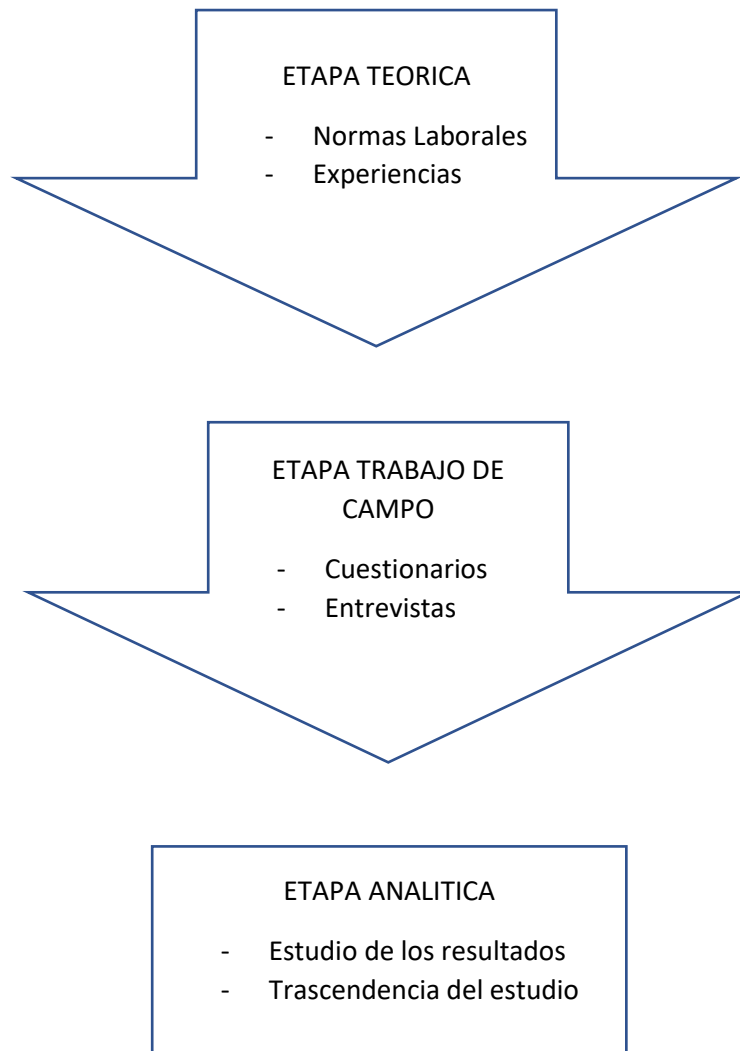 ETAPA TEORICA
- Normas Laborales
- Experiencias
ETAPA TRABAJO DE
CAMPO
- Cuestionarios
- Entrevistas
ETAPA ANALITICA
- Estudio de los resultados
- Trascendencia del estudio